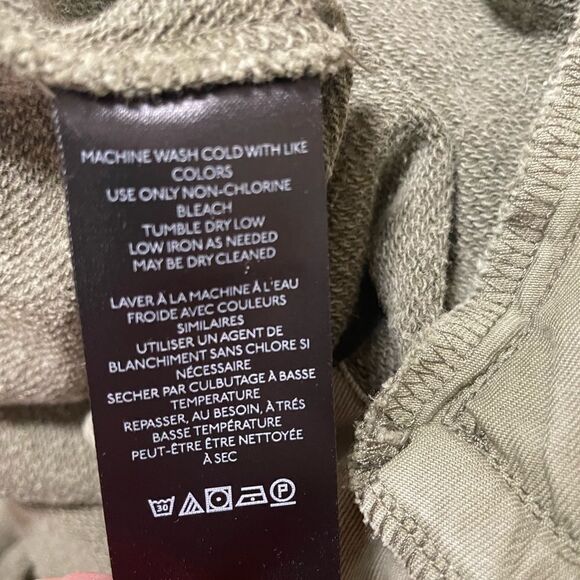 MACHINE WASH COLD WITH LIKE
COLORS
USE ONLY NON-CHLORINE
BLEACH
TUMBLE DRY LOW
LOW IRON AS NEEDED
MAY BE DRY CLEANED
LAVER À LA MACHINE À L'EAU
FROIDE AVEC COULEURS
SIMILAIRES
UTILISER UN AGENT DE
BLANCHIMENT SANS CHLORE SI
NÉCESSAIRE
SECHER PAR CULBUTAGE À BASSE
TEMPERATURE
REPASSER, AU BESOIN, À TRÉS
BASSE TEMPÉRATURE
PEUT-ÊTRE ÊTRE NETTOYÉE
À SEC
30 P